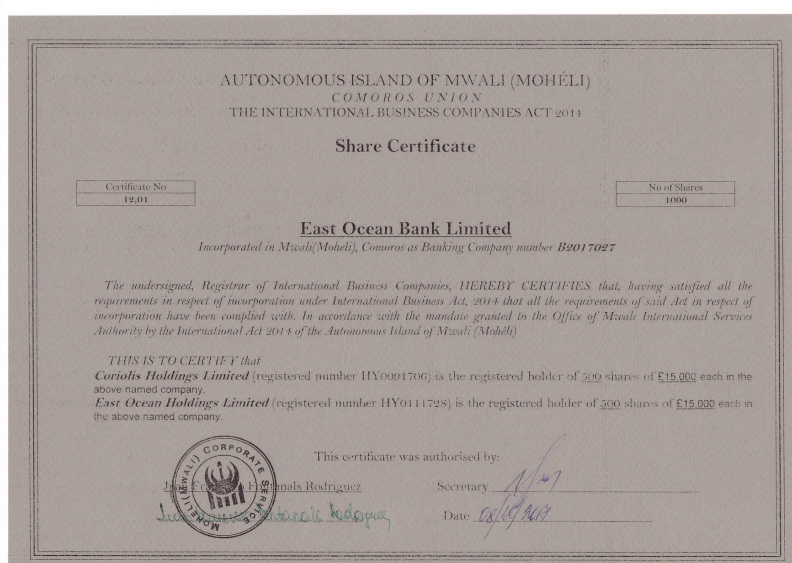 AUTONOMOUS ISLAND OF MWALI (MOHÉLI)
COMOROS UNION
THE INTERNATIONAL BUSINESS COMPANIES ACT 2014
Share Certificate
Certificate No
12,01
No of Shares
1000
East Ocean Bank Limited
Incorporated in Mwali(Moheli), Comoros as Banking Company number B2017027
The undersigned, Registrar of International Business Companies, HEREBY CERTIFIES that, having satisfied all the
requirements in respect of incorporation under International Business Act, 2014 that all the requirements of said Act in respect of
incorporation have been complied with. In accordance with the mandate granted to the Office of Mwali International Services
Authority by the International Act 2014 of the Autonomous Island of Mwali (Mohéli)
THIS IS TO CERTIFY that
Coriolis Holdings Limited (registered number HY0094706) is the registered holder of 500 shares of £15,000 each in the
above named company.
East Ocean Holdings Limited (registered number HY0111728) is the registered holder of 500 shares of £15,000 each in
the above named company.
This certificate was authorised by:
Rodriguez
Secretary
Date
MOHELI(MWALI) CORPORATE SERVICE